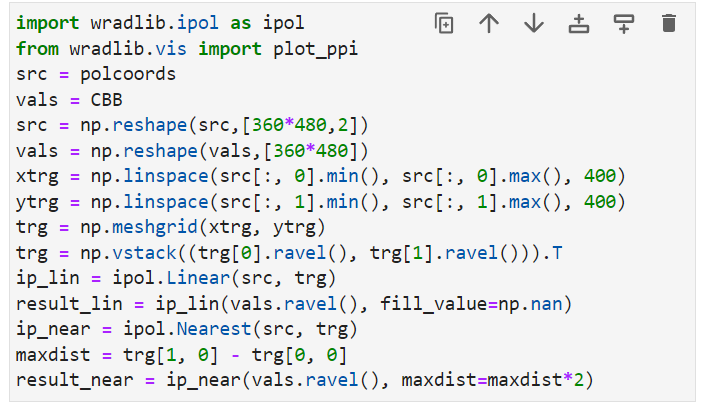 import wradlib.ipol as ipol
from wradlib.vis import plot_ppi
src = polcoords
vals = CBB
src = np.reshape(src,[360*480,2])
vals = np.reshape(vals,[360*480])
xtrg = np.linspace(src[:, 0].min(), src[:, 0].max(), 400)
ytrg = np.linspace(src[:, 1].min(), src[:, 1].max(), 400)
trg = np.meshgrid(xtrg, ytrg)
trg = np.vstack((trg[0].ravel(), trg[1].ravel())).T
ip_lin = ipol.Linear(src, trg)
result_lin = ip_lin(vals.ravel(), fill_value=np.nan)
ip_near = ipol.Nearest(src, trg)
maxdist = trg[1, 0] - trg[0, 0]
result_near = ip_near(vals.ravel(), maxdist=maxdist*2)